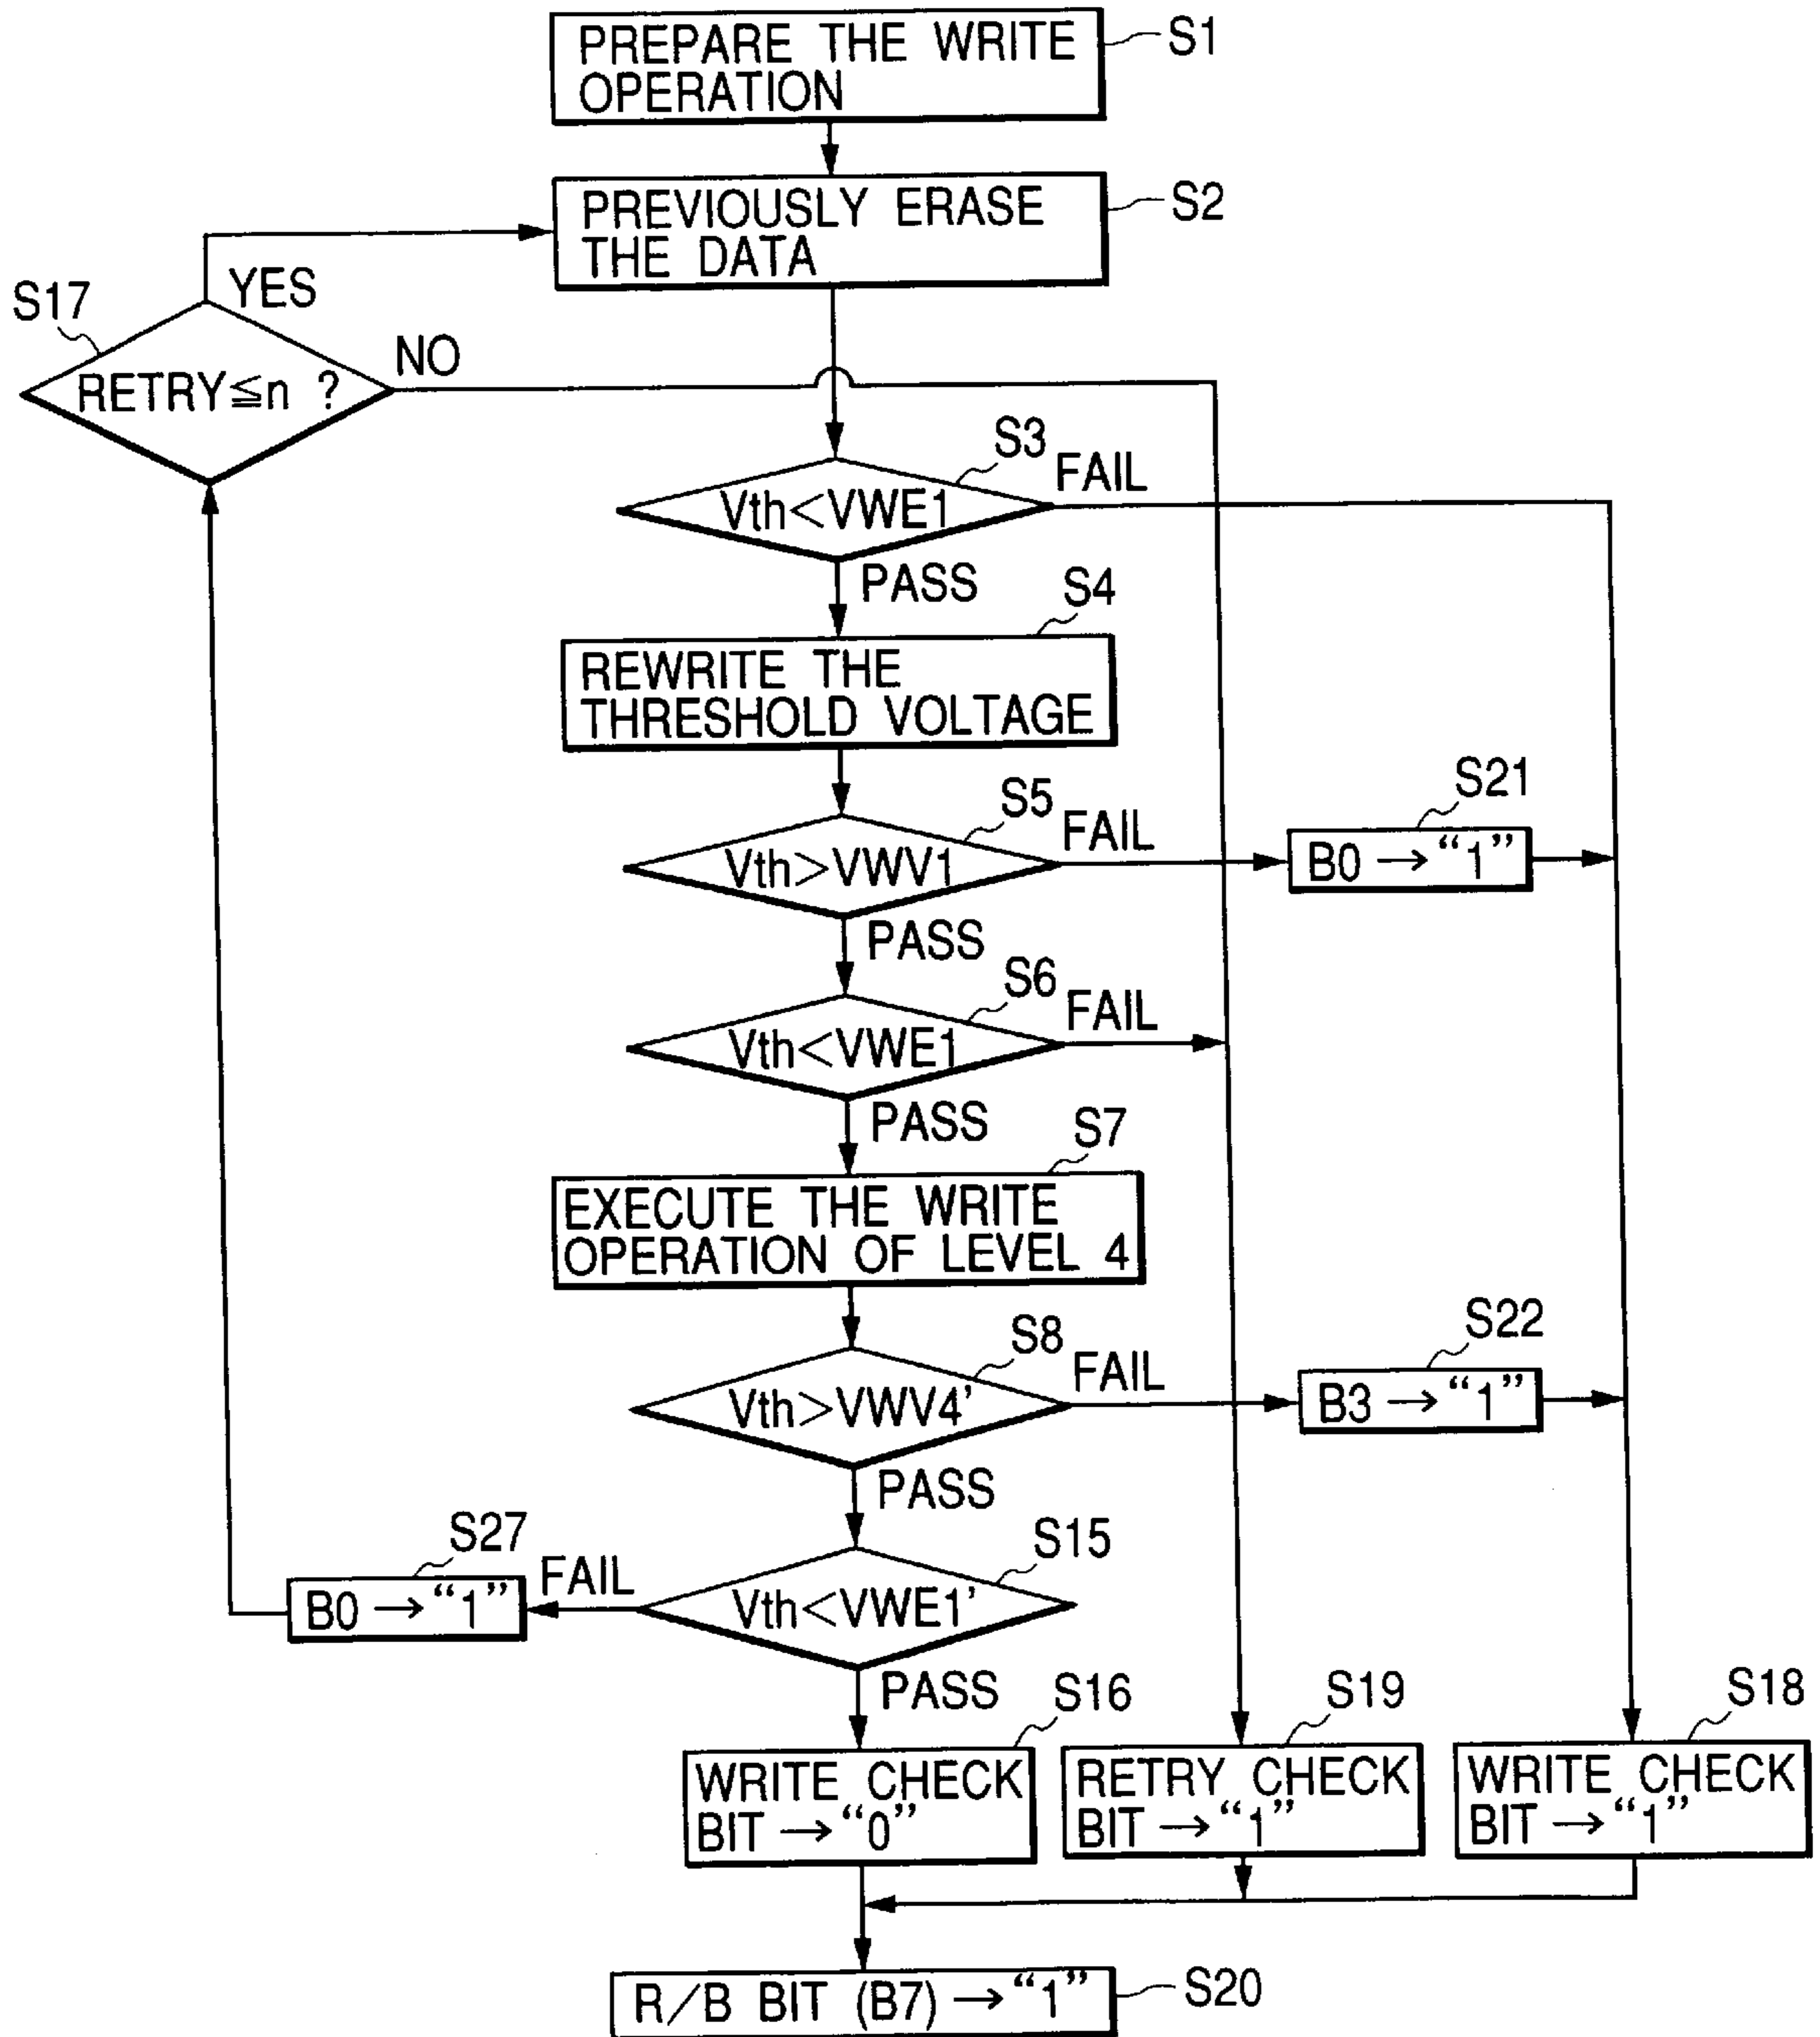 PREPARE THE WRITE
OPERATION
S1
PREVIOUSLY ERASE
THE DATA
S2
S17
YES
RETRY≦n ?
NO
S3
Vth<VWE1
FAIL
PASS
S4
REWRITE THE
THRESHOLD VOLTAGE
S5
Vth>VWV1
FAIL
S21
B0 → “1”
PASS
S6
Vth<VWE1
FAIL
PASS
S7
EXECUTE THE WRITE
OPERATION OF LEVEL 4
S8
Vth>VWV4'
FAIL
S22
B3 → “1”
PASS
S15
Vth<VWE1'
FAIL
S27
B0 → “1”
PASS
S16
WRITE CHECK
BIT → “0”
S19
RETRY CHECK
BIT → “1”
S18
WRITE CHECK
BIT → “1”
R/B BIT (B7) → “1”
S20